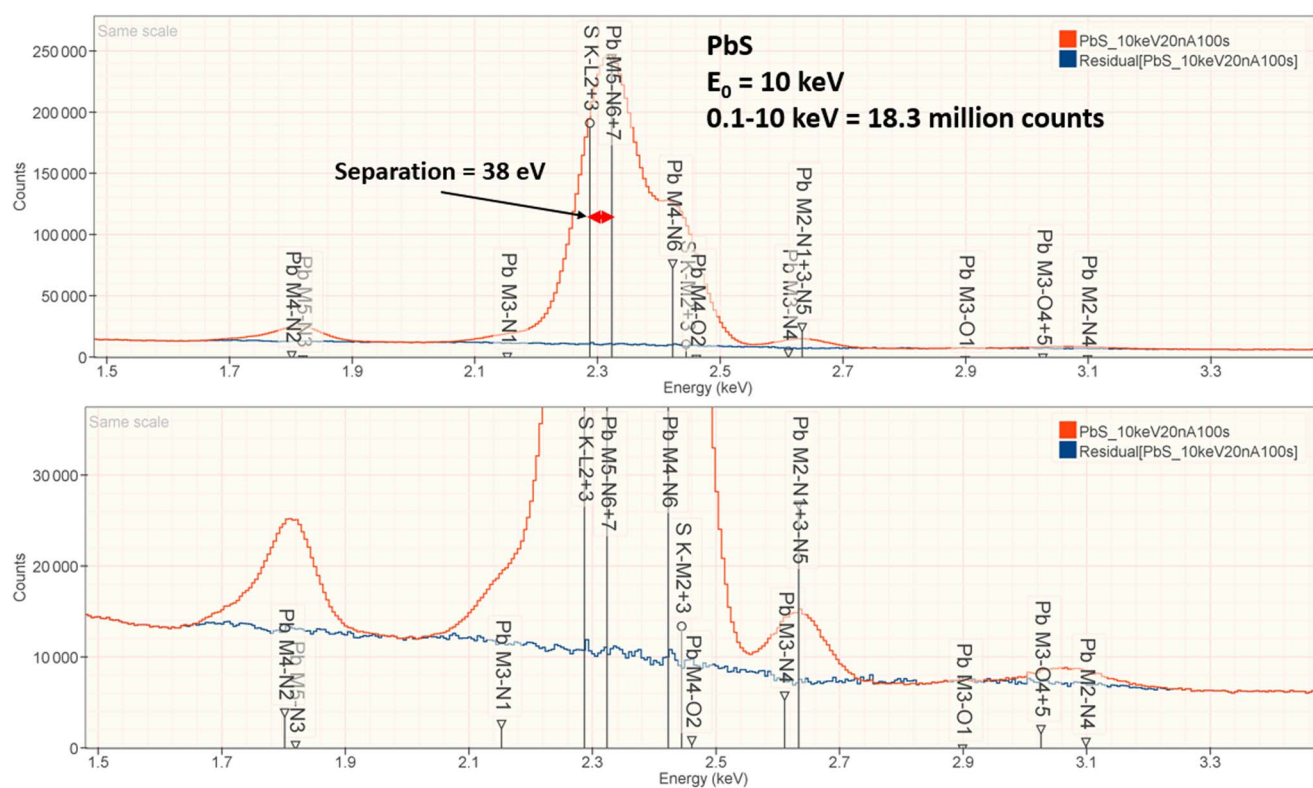 Same scale
PbS_10keV20nA100s
Residual[PbS_10keV20nA100s]
PbS
E₀ = 10 keV
0.1-10 keV = 18.3 million counts
Separation = 38 eV
Counts
250 000
200 000
150 000
100 000
50 000
0
Pb M4-N2
Pb M5-N3
Pb M3-N1
S K-L2+3
Pb M5-N6+7
Pb M4-N6
S K-M2+3
Pb M4-O2
Pb M3-N4
Pb M2-N1+3-N5
Pb M3-O1
Pb M3-O4+5
Pb M2-N4
1.5 1.7 1.9 2.1 2.3 2.5 2.7 2.9 3.1 3.3
Energy (keV)
Same scale
PbS_10keV20nA100s
Residual[PbS_10keV20nA100s]
Counts
30 000
20 000
10 000
0
Pb M4-N2
Pb M5-N3
Pb M3-N1
S K-L2+3
Pb M5-N6+7
Pb M4-N6
S K-M2+3
Pb M4-O2
Pb M3-N4
Pb M2-N1+3-N5
Pb M3-O1
Pb M3-O4+5
Pb M2-N4
1.5 1.7 1.9 2.1 2.3 2.5 2.7 2.9 3.1 3.3
Energy (keV)